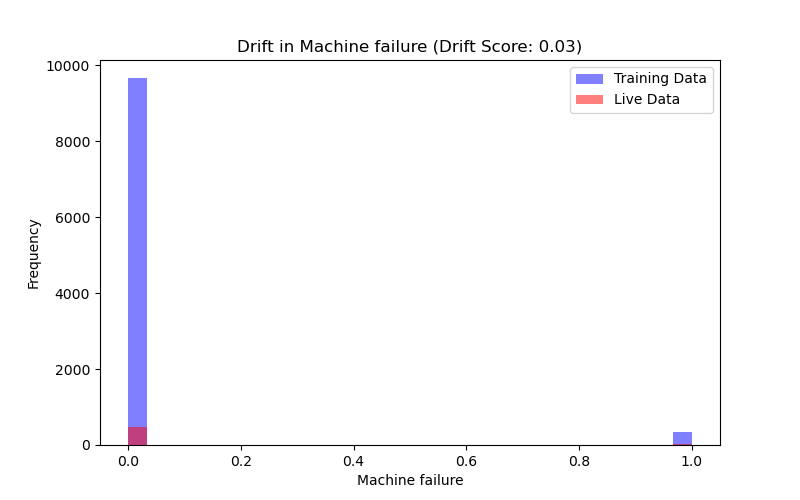 Drift in Machine failure (Drift Score: 0.03)
Training Data
Live Data
10000
8000
6000
4000
2000
0
Frequency
0.0 0.2 0.4 0.6 0.8 1.0
Machine failure